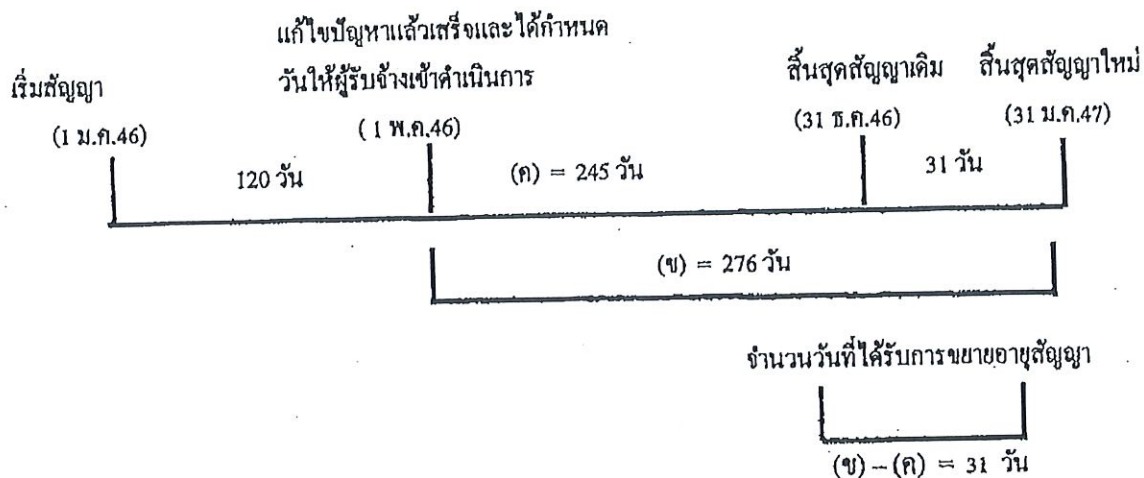 แก้ไขปัญหาแล้วเสร็จและได้กำหนด
วันให้ผู้รับจ้างเข้าดำเนินการ
เริ่มสัญญา
สิ้นสุดสัญญาเดิม
สิ้นสุดสัญญาใหม่
(1 ม.ค.46)
( 1 พ.ค.46)
(31 ธ.ค.46)
(31 ม.ค.47)
120 วัน
(ค) = 245 วัน
31 วัน
(ข) = 276 วัน
จำนวนวันที่ได้รับการขยายอายุสัญญา
(ข) – (ค) = 31 วัน